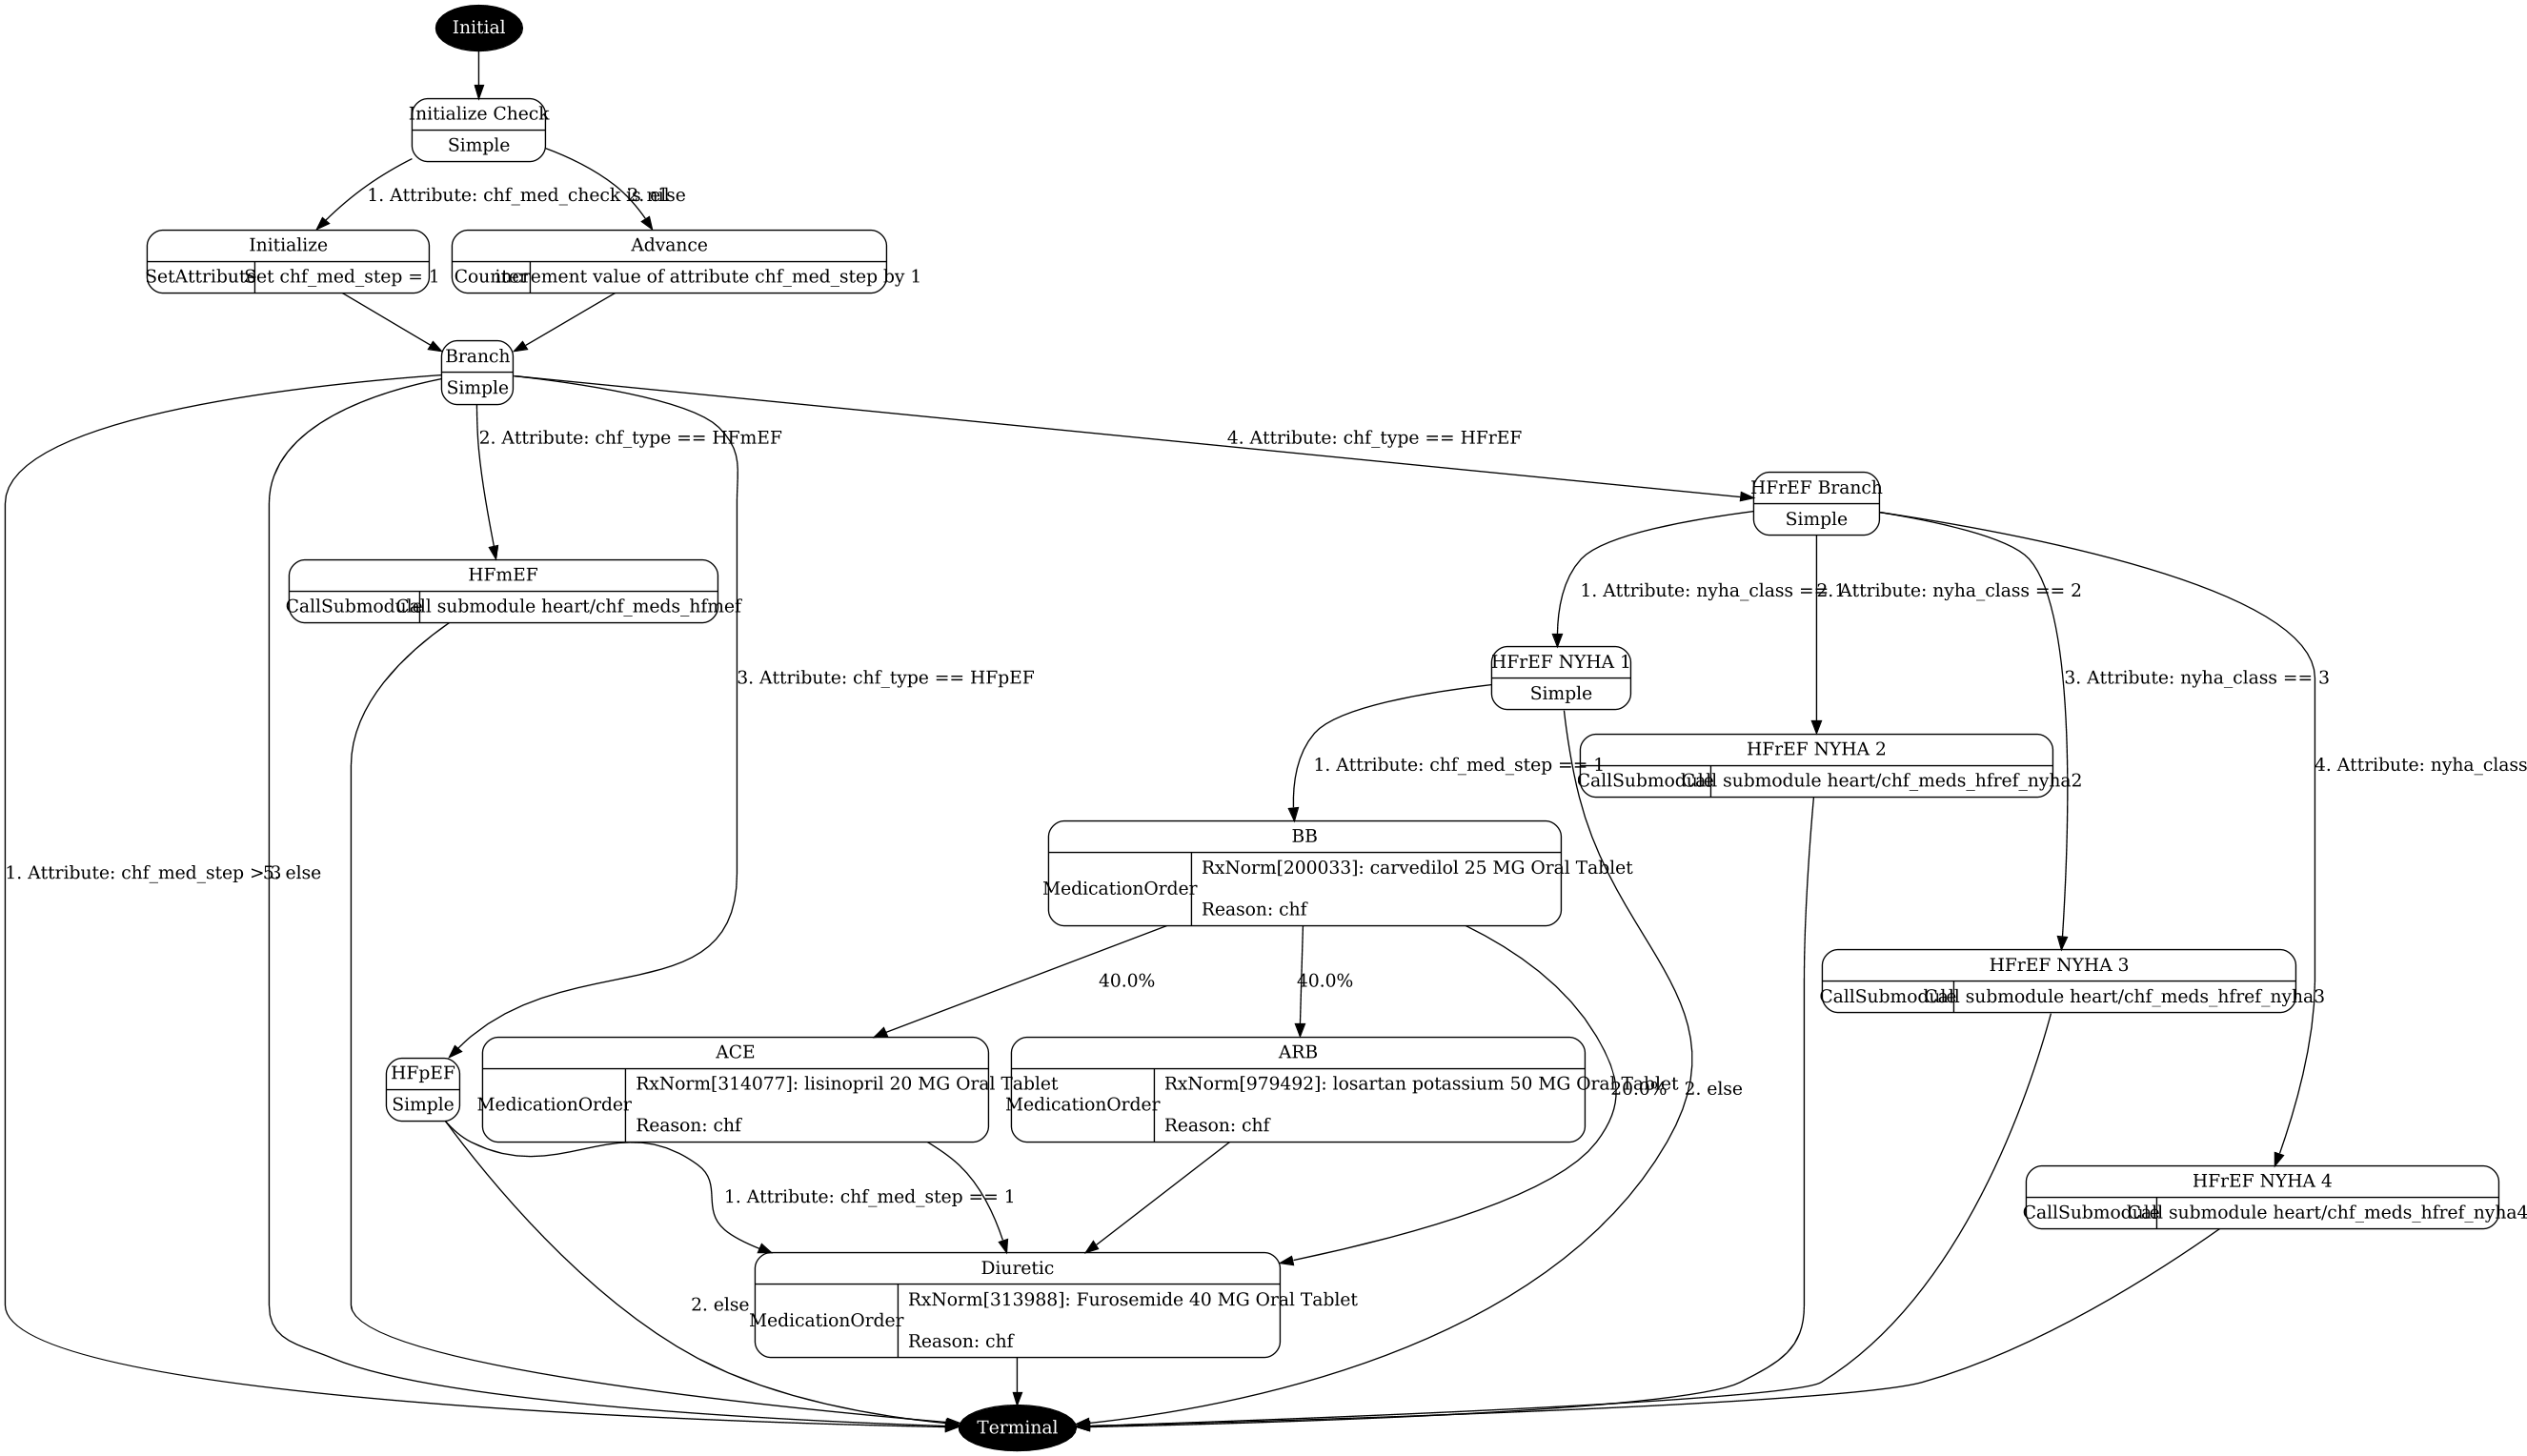 Initial
Initialize Check
Simple
1. Attribute: chf_med_check is nil
2. else
Initialize
SetAttribute
Set chf_med_step = 1
Advance
Counter
increment value of attribute chf_med_step by 1
Branch
Simple
2. Attribute: chf_type == HFmEF
4. Attribute: chf_type == HFrEF
HFrEF Branch
Simple
HFmEF
CallSubmodule
Call submodule heart/chf_meds_hfmef
1. Attribute: nyha_class == 1
2. Attribute: nyha_class == 2
3. Attribute: chf_type == HFpEF
HFrEF NYHA 1
Simple
3. Attribute: nyha_class == 3
1. Attribute: chf_med_step == 1
HFrEF NYHA 2
CallSubmodule
Call submodule heart/chf_meds_hfref_nyha2
4. Attribute: nyha_class
1. Attribute: chf_med_step > 3
5. else
BB
MedicationOrder
RxNorm[200033]: carvedilol 25 MG Oral Tablet
Reason: chf
40.0%
40.0%
HFrEF NYHA 3
CallSubmodule
Call submodule heart/chf_meds_hfref_nyha3
HFpEF
Simple
ACE
MedicationOrder
RxNorm[314077]: lisinopril 20 MG Oral Tablet
Reason: chf
ARB
MedicationOrder
RxNorm[979492]: losartan potassium 50 MG Oral Tablet
Reason: chf
20.0%
2. else
1. Attribute: chf_med_step == 1
HFrEF NYHA 4
CallSubmodule
Call submodule heart/chf_meds_hfref_nyha4
2. else
Diuretic
MedicationOrder
RxNorm[313988]: Furosemide 40 MG Oral Tablet
Reason: chf
Terminal